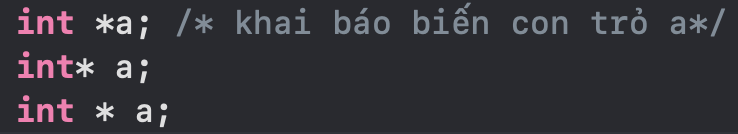 int *a; /* khai báo biến con trỏ a*/
int* a;
int * a;